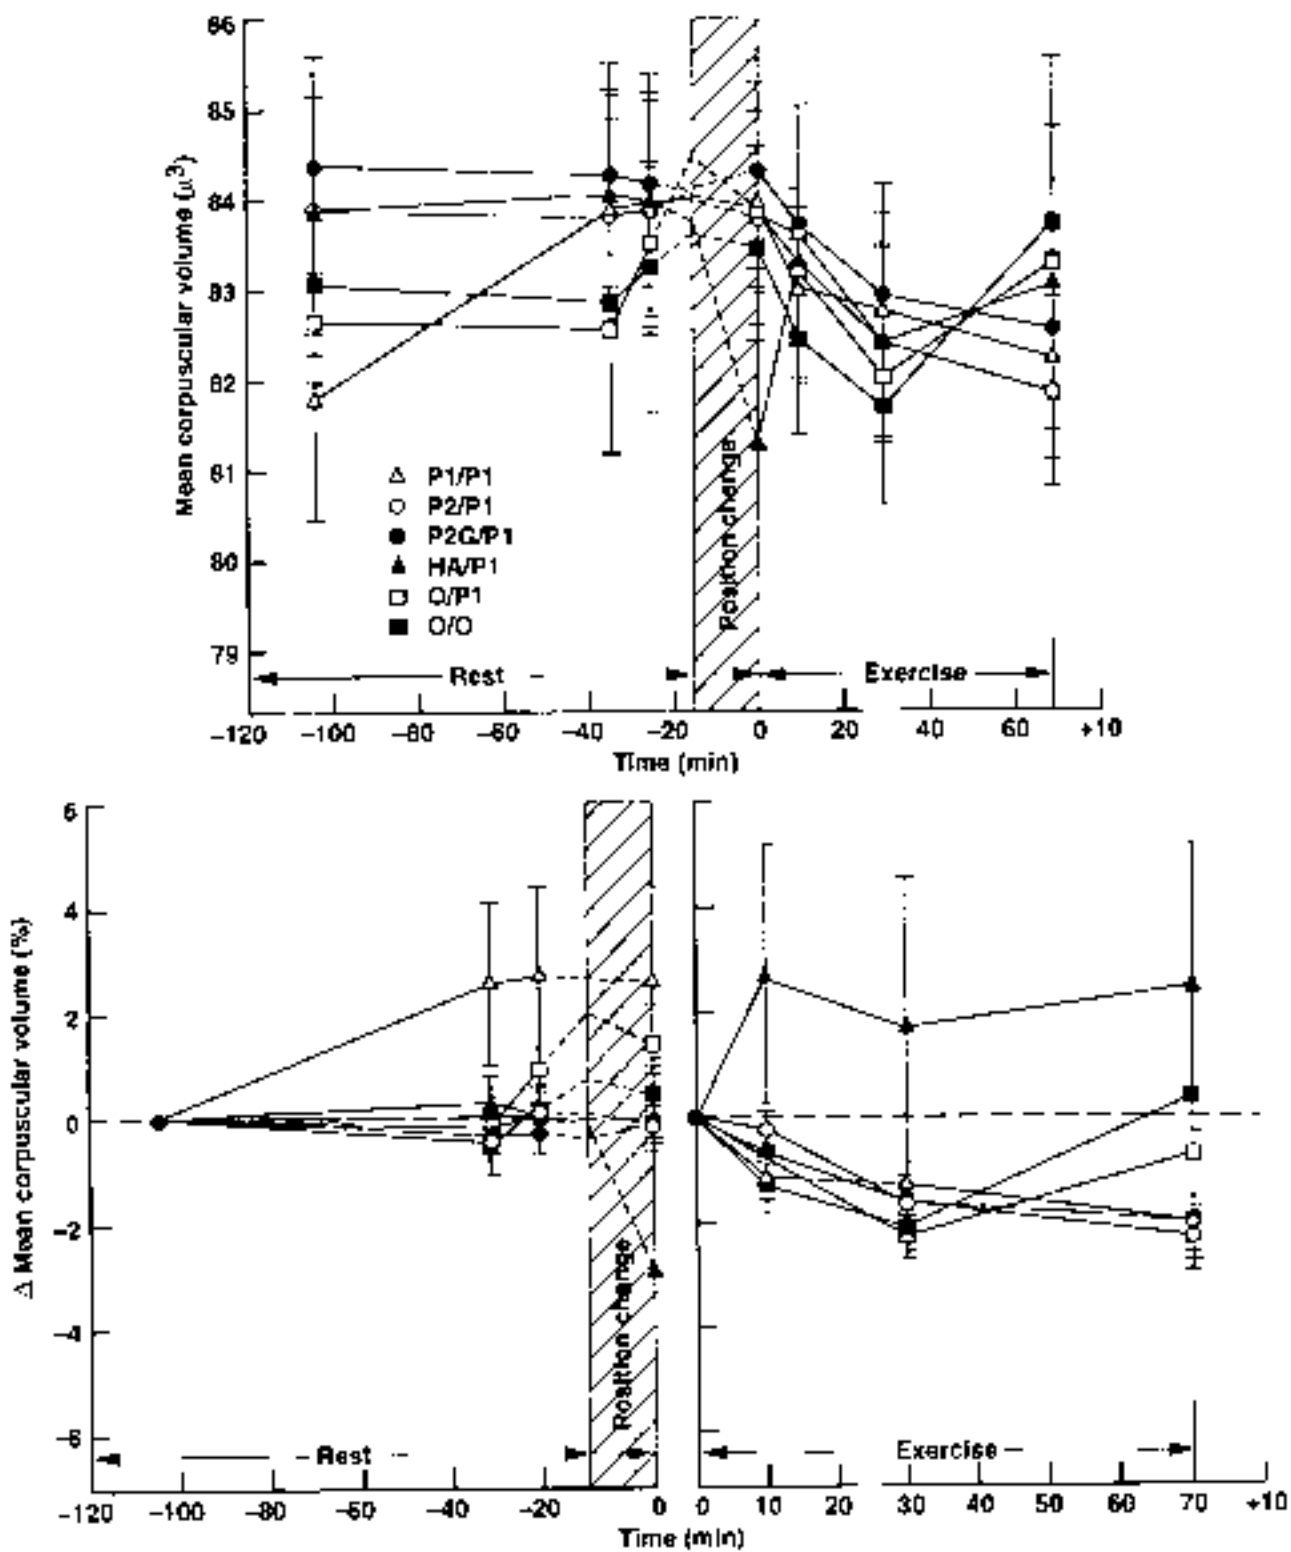 86
85
84
83
82
81
80
79
Mean corpuscular volume (μ³)
P1/P1
P2/P1
P2G/P1
HA/P1
O/P1
O/O
Position change
Rest
Exercise
−120 −100 −80 −60 −40 −20 0 20 40 60 +10
Time (min)
6
4
2
0
−2
−4
−6
Δ Mean corpuscular volume (%)
Position change
Rest
Exercise
−120 −100 −80 −60 −40 −20 0 0 10 20 30 40 50 60 70 +10
Time (min)